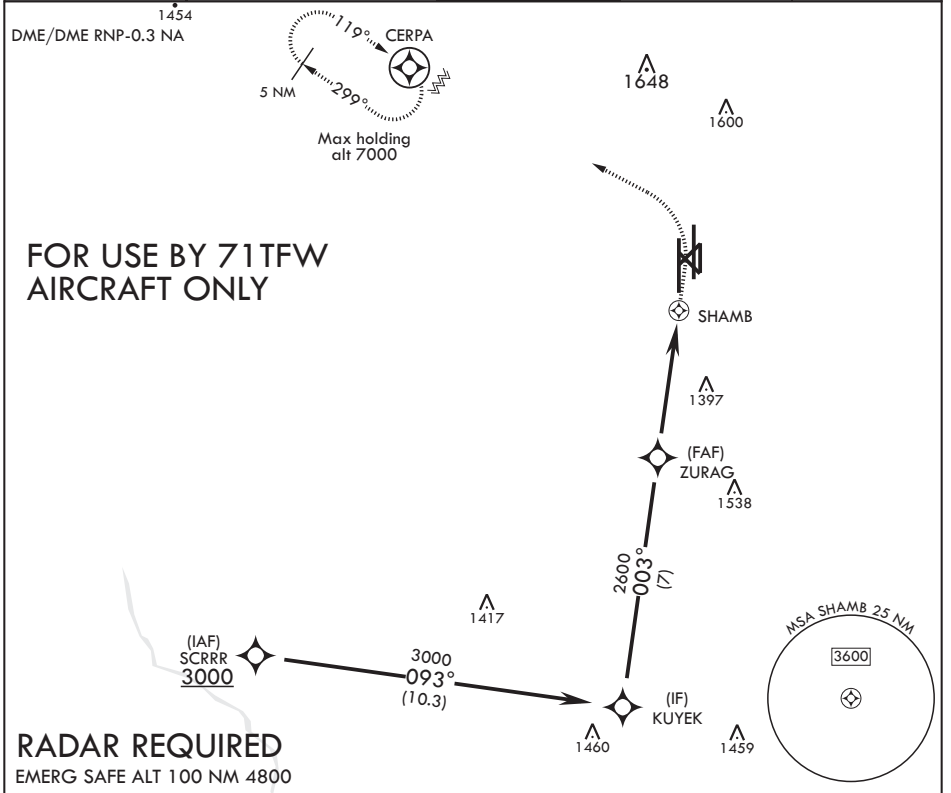 1454
DME/DME RNP-0.3 NA
119°
CERPA
5 NM
299°
Max holding
alt 7000
1648
1600
FOR USE BY 71TFW
AIRCRAFT ONLY
SHAMB
1397
(FAF)
ZURAG
1538
2600
003°
(7)
1417
(IAF)
SCRRR
3000
3000
093°
(10.3)
(IF)
KUYEK
1460
1459
MSA SHAMB 25 NM
3600
RADAR REQUIRED
EMERG SAFE ALT 100 NM 4800